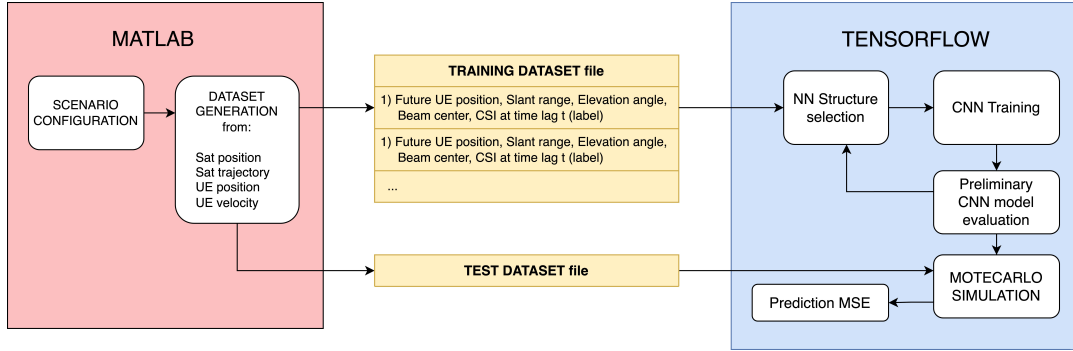 MATLAB
SCENARIO
CONFIGURATION
DATASET
GENERATION
from:
Sat position
Sat trajectory
UE position
UE velocity
TRAINING DATASET file
1) Future UE position, Slant range, Elevation angle,
Beam center, CSI at time lag t (label)
1) Future UE position, Slant range, Elevation angle,
Beam center, CSI at time lag t (label)
...
TEST DATASET file
TENSORFLOW
NN Structure
selection
CNN Training
Preliminary
CNN model
evaluation
MOTECARLO
SIMULATION
Prediction MSE